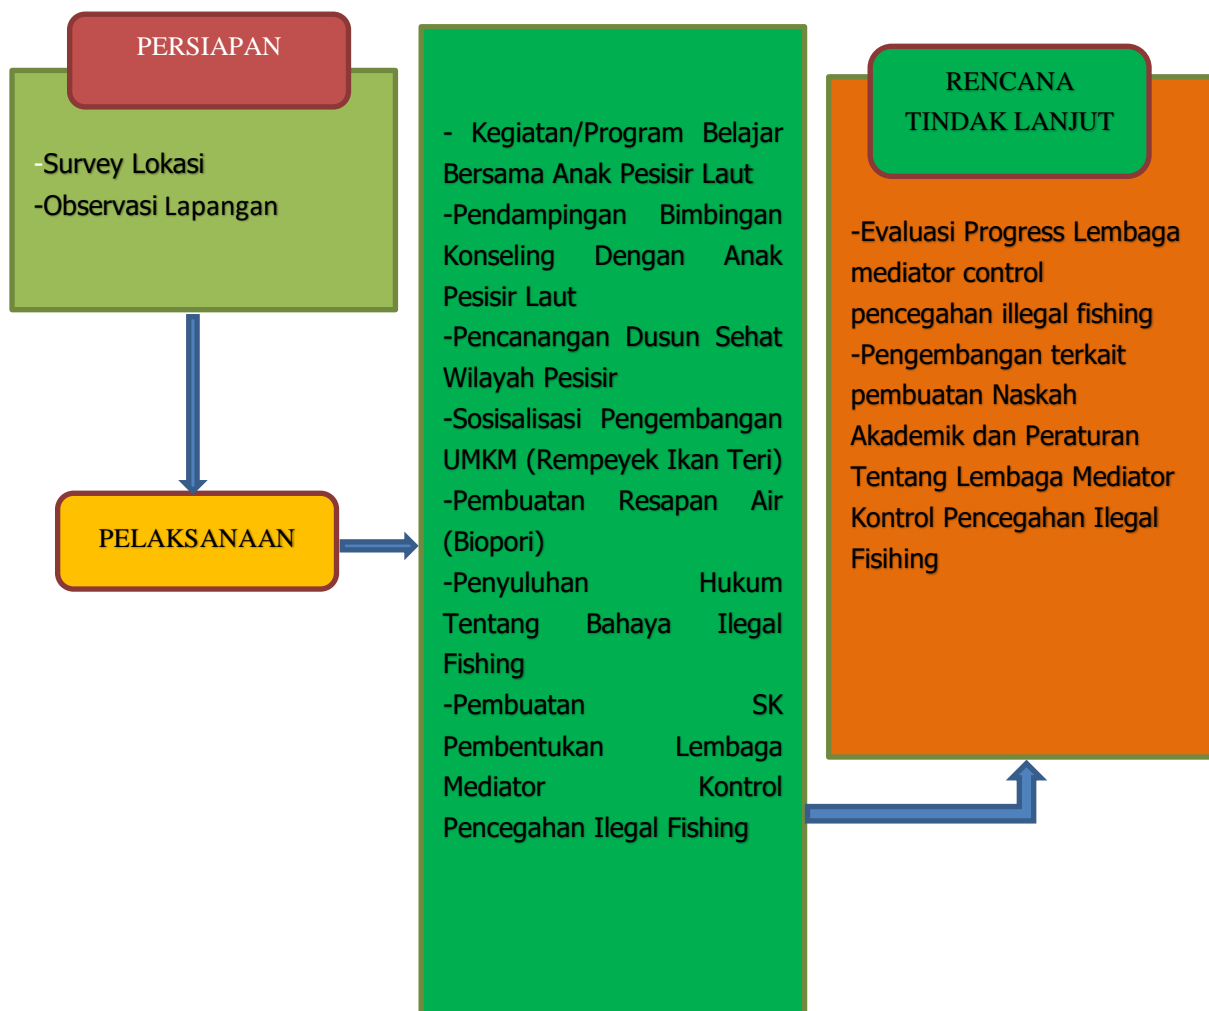 PERSIAPAN
-Survey Lokasi
-Observasi Lapangan
PELAKSANAAN
- Kegiatan/Program Belajar
Bersama Anak Pesisir Laut
-Pendampingan Bimbingan
Konseling Dengan Anak
Pesisir Laut
-Pencanangan Dusun Sehat
Wilayah Pesisir
-Sosisalisasi Pengembangan
UMKM (Rempeyek Ikan Teri)
-Pembuatan Resapan Air
(Biopori)
-Penyuluhan Hukum
Tentang Bahaya Ilegal
Fishing
-Pembuatan SK
Pembentukan Lembaga
Mediator Kontrol
Pencegahan Ilegal Fishing
RENCANA
TINDAK LANJUT
-Evaluasi Progress Lembaga
mediator control
pencegahan illegal fishing
-Pengembangan terkait
pembuatan Naskah
Akademik dan Peraturan
Tentang Lembaga Mediator
Kontrol Pencegahan Ilegal
Fisihing